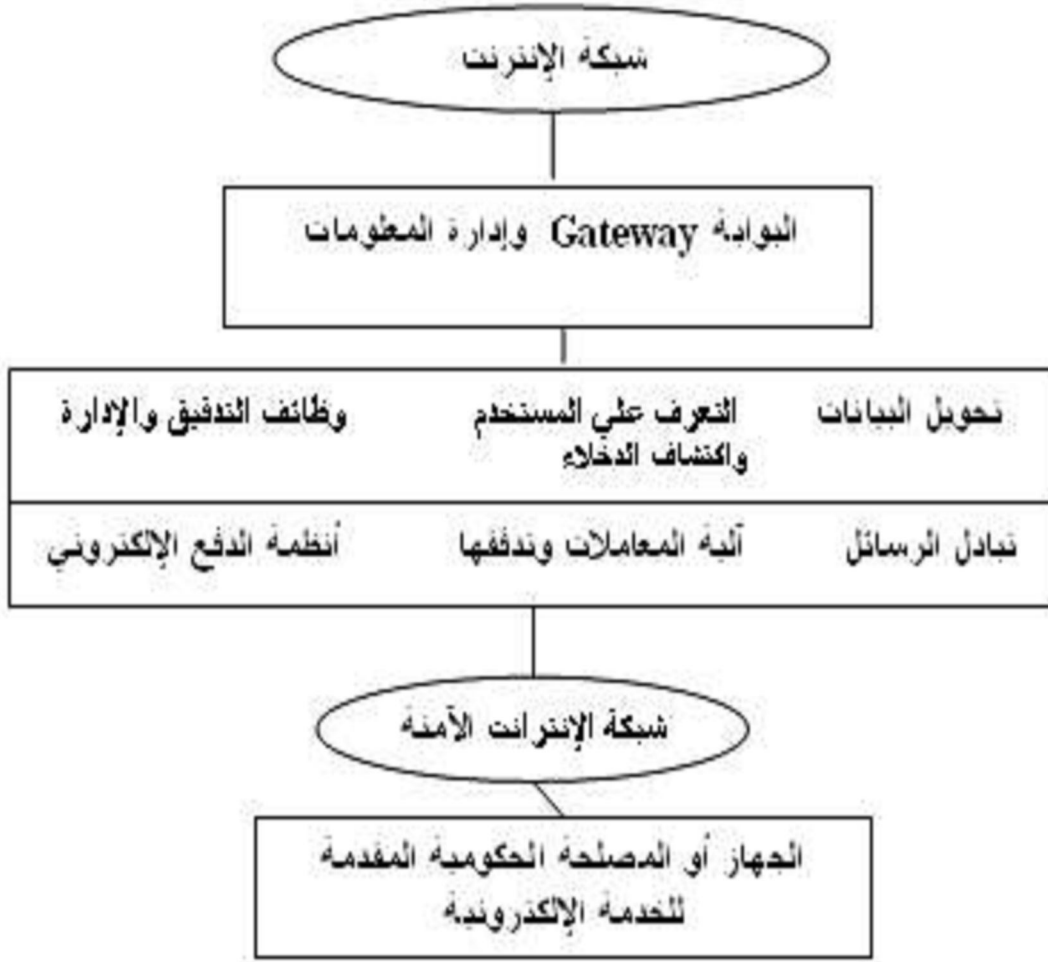 شبكة الإنترنت
البوابة Gateway وإدارة المعلومات
تحويل البيانات التعرف علي المستخدم وظائف التدقيق والإدارة
واكتشاف الدخلاء
تبادل الرسائل آلية المعاملات وتدفقها أنظمة الدفع الإلكتروني
شبكة الإنترانت الآمنة
الجهاز أو المصلحة الحكومية المقدمة
للخدمة الإلكترونية